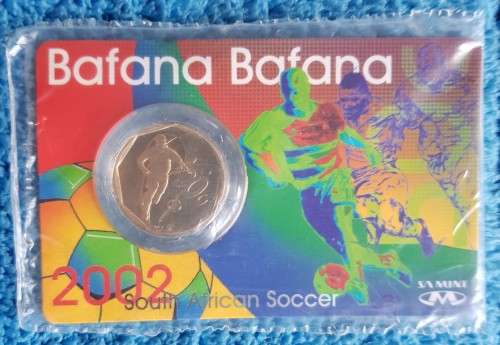 Bafana Bafana
2002
South African Soccer
SA MINT